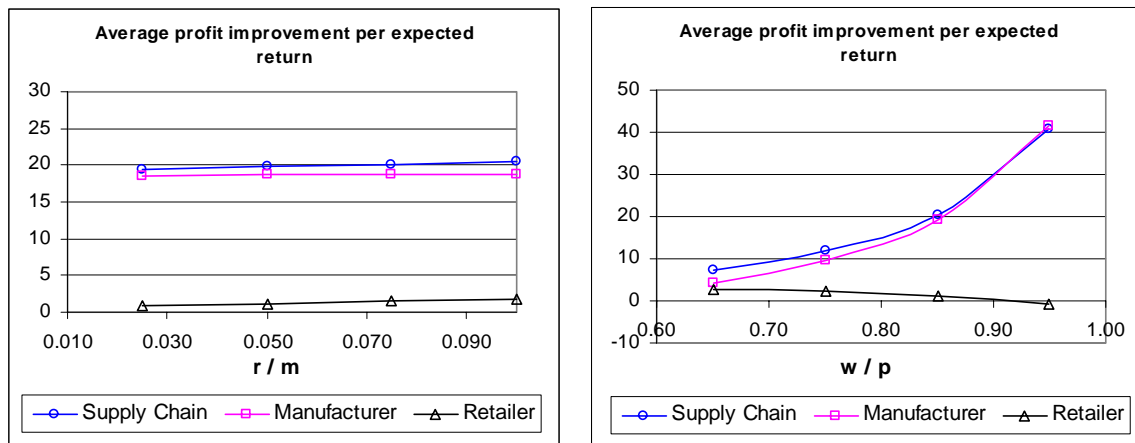 Average profit improvement per expected
return
30
25
20
15
10
5
0
0.010 0.030 0.050 0.070 0.090
r / m
Supply Chain Manufacturer Retailer
Average profit improvement per expected
return
50
40
30
20
10
0
-10
0.60 0.70 0.80 0.90 1.00
w / p
Supply Chain Manufacturer Retailer